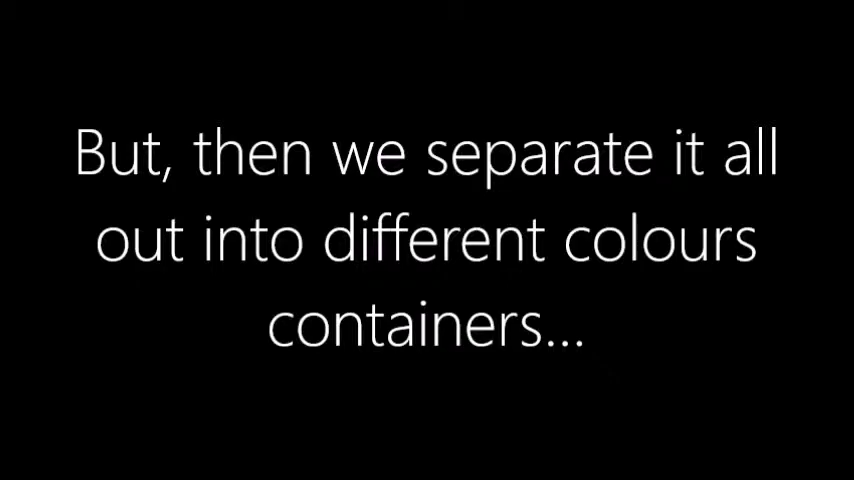 But, then we separate it all
out into different colours
containers...